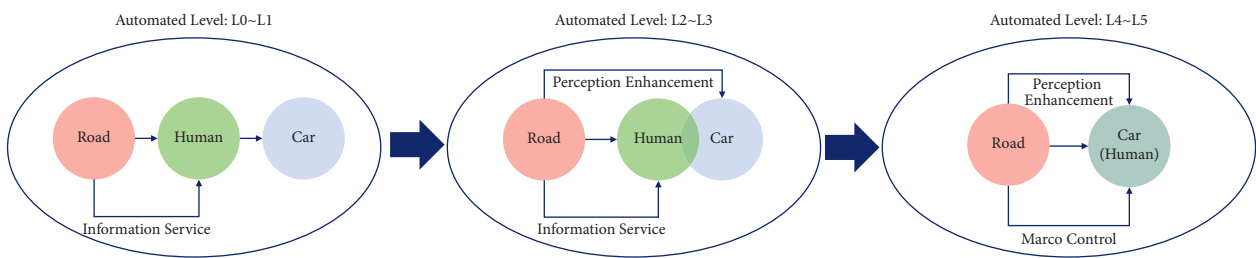 Automated Level: L0~L1
Road
Human
Car
Information Service
Automated Level: L2~L3
Perception Enhancement
Road
Human
Car
Information Service
Automated Level: L4~L5
Perception
Enhancement
Road
Car
(Human)
Marco Control